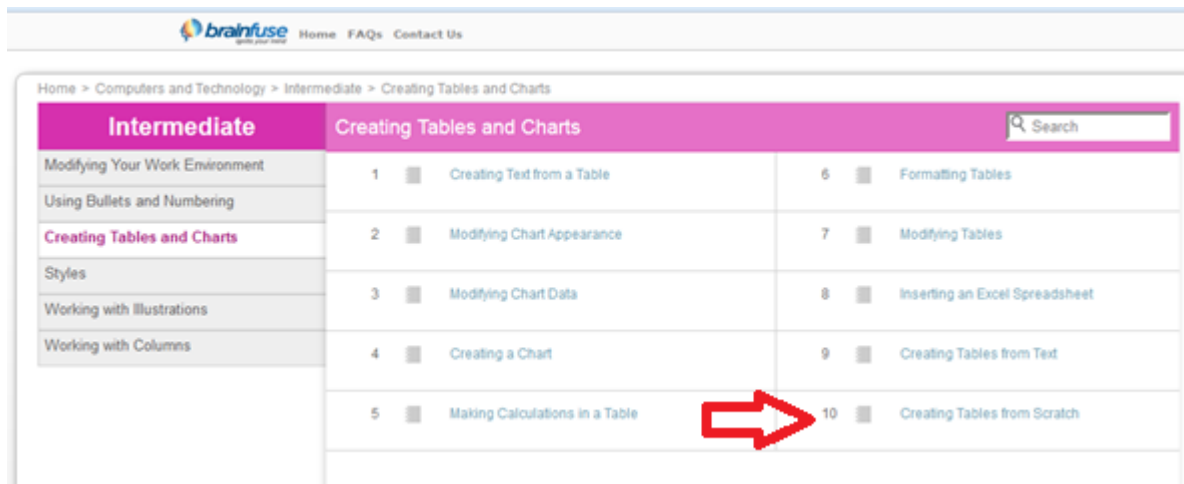 brainfuse Home FAQs Contact Us
ignite your mind
Home > Computers and Technology > Intermediate > Creating Tables and Charts
Intermediate
Modifying Your Work Environment
Using Bullets and Numbering
Creating Tables and Charts
Styles
Working with Illustrations
Working with Columns
Creating Tables and Charts
Search
1 Creating Text from a Table
2 Modifying Chart Appearance
3 Modifying Chart Data
4 Creating a Chart
5 Making Calculations in a Table
6 Formatting Tables
7 Modifying Tables
8 Inserting an Excel Spreadsheet
9 Creating Tables from Text
10 Creating Tables from Scratch